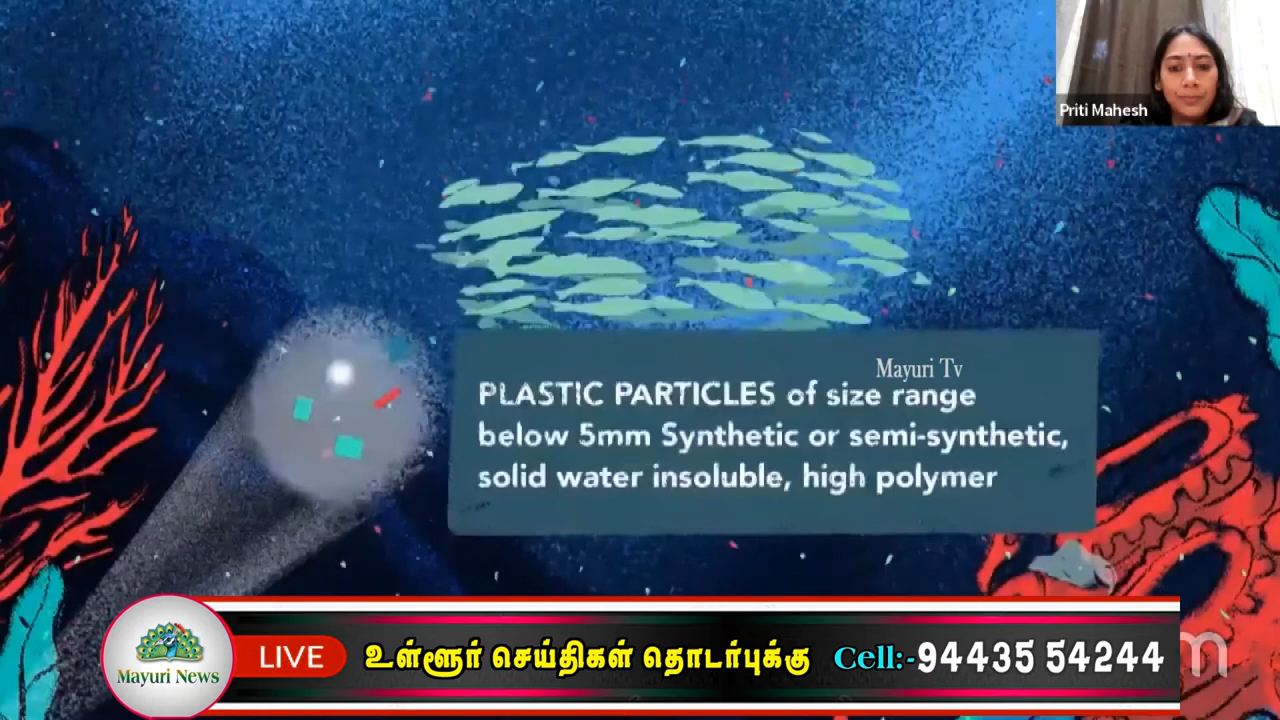 Priti Mahesh
Mayuri Tv
PLASTIC PARTICLES of size range
below 5mm Synthetic or semi-synthetic,
solid water insoluble, high polymer
Mayuri News
LIVE
உள்ளூர் செய்திகள் தொடர்புக்கு
Cell:-94435 54244
m